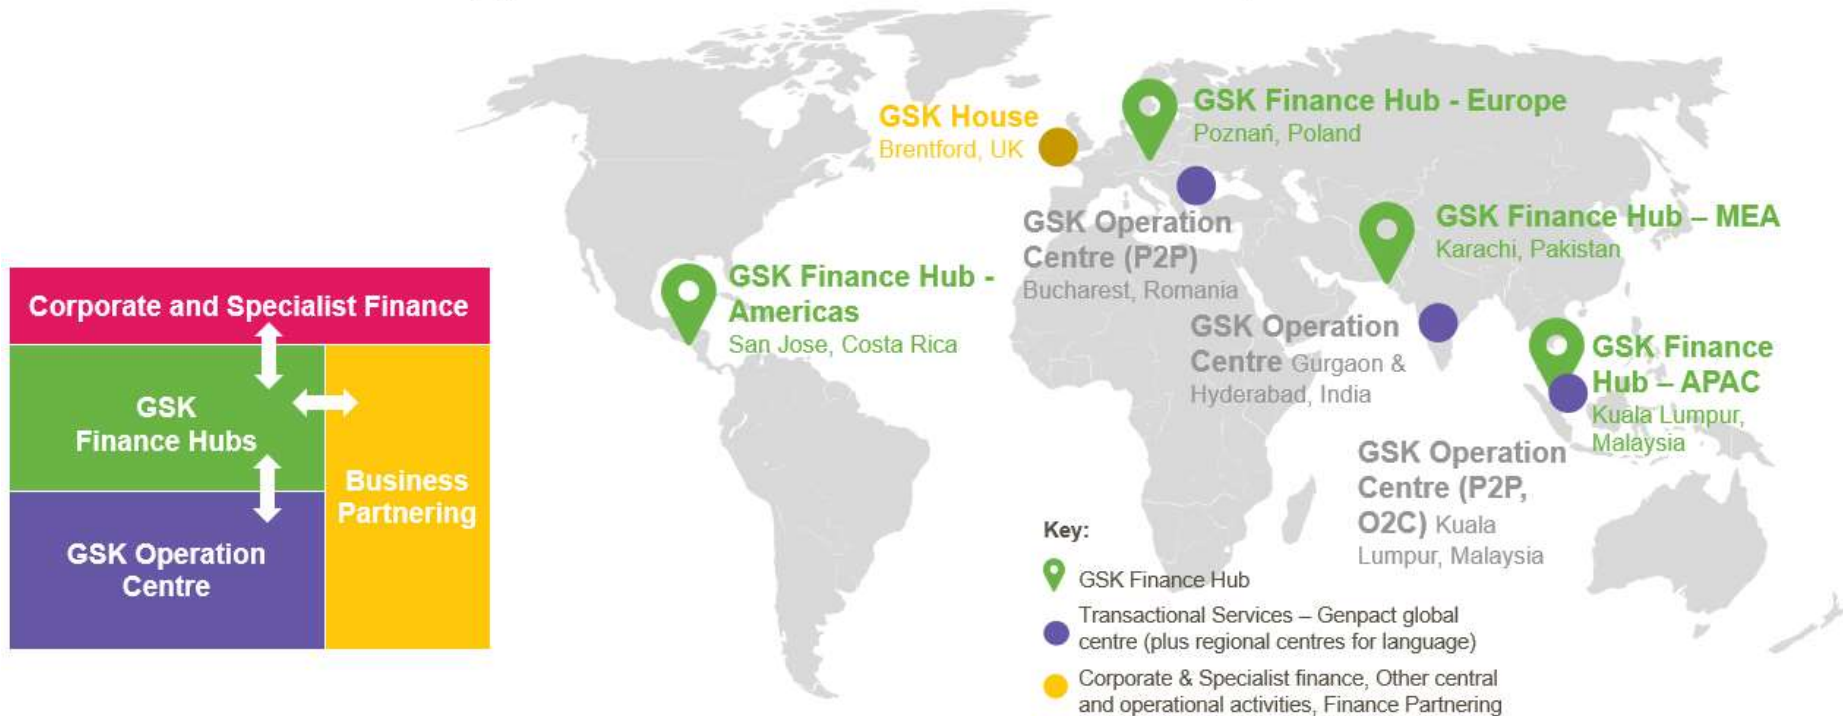 GSK House
Brentford, UK
GSK Finance Hub - Europe
Poznań, Poland
GSK Operation
Centre (P2P)
Bucharest, Romania
GSK Finance Hub – MEA
Karachi, Pakistan
GSK Finance Hub -
Americas
San Jose, Costa Rica
GSK Operation
Centre Gurgaon &
Hyderabad, India
GSK Finance
Hub – APAC
Kuala Lumpur,
Malaysia
GSK Operation
Centre (P2P,
O2C) Kuala
Lumpur, Malaysia
Corporate and Specialist Finance
GSK
Finance Hubs
Business
Partnering
GSK Operation
Centre
Key:
GSK Finance Hub
Transactional Services – Genpact global
centre (plus regional centres for language)
Corporate & Specialist finance, Other central
and operational activities, Finance Partnering